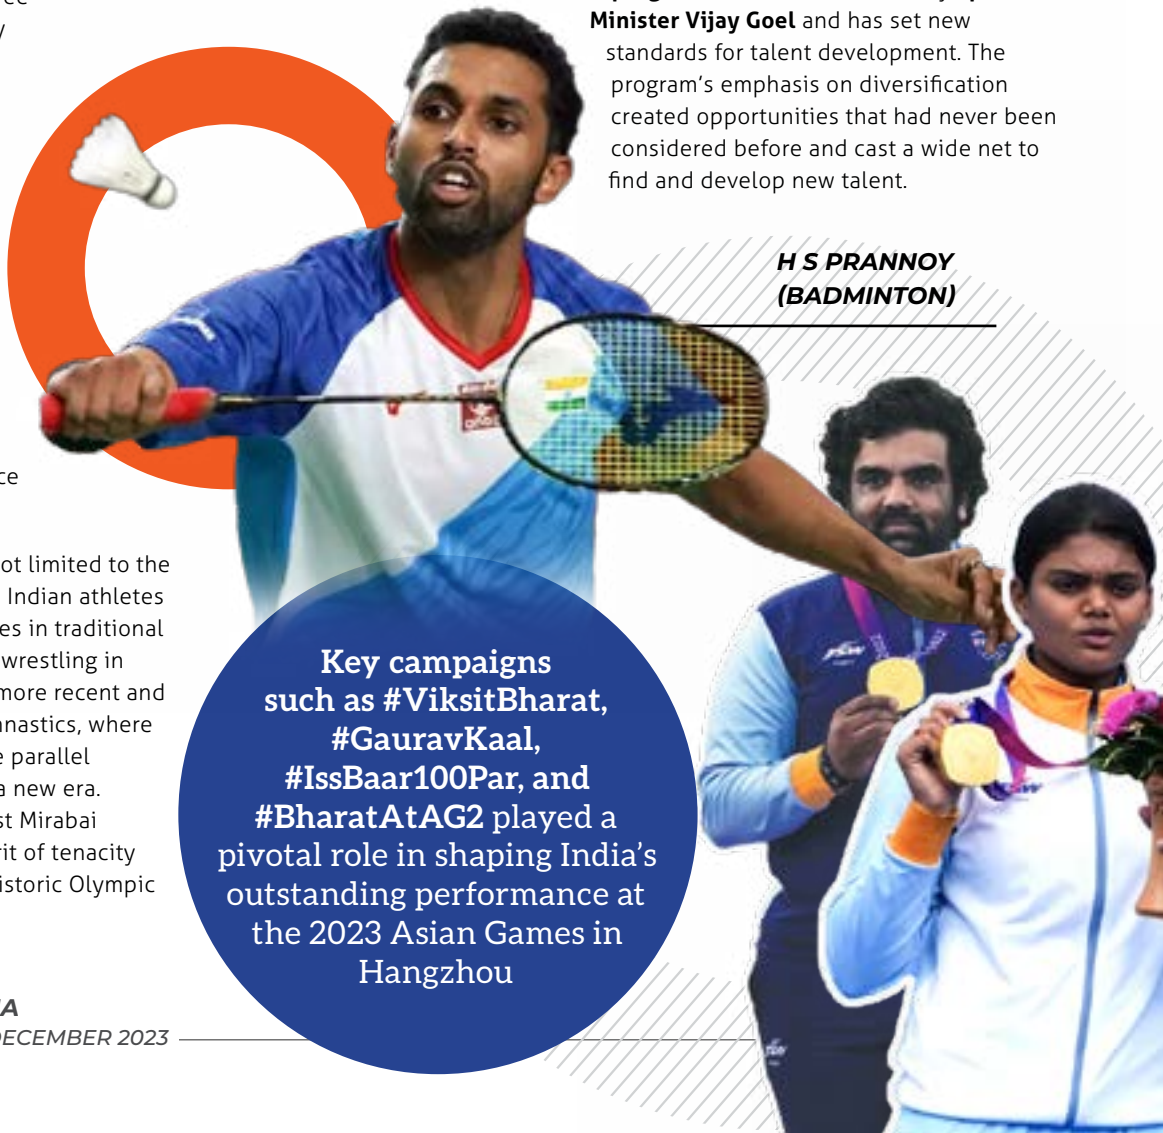 Minister Vijay Goel and has set new
standards for talent development. The
program’s emphasis on diversification
created opportunities that had never been
considered before and cast a wide net to
find and develop new talent.
H S PRANNOY
(BADMINTON)
ce
ot limited to the
Indian athletes
es in traditional
wrestling in
more recent and
nnastics, where
e parallel
a new era.
st Mirabai
rit of tenacity
istoric Olympic
Key campaigns
such as #ViksitBharat,
#GauravKaal,
#IssBaar100Par, and
#BharatAtAG2 played a
pivotal role in shaping India’s
outstanding performance at
the 2023 Asian Games in
Hangzhou
DECEMBER 2023